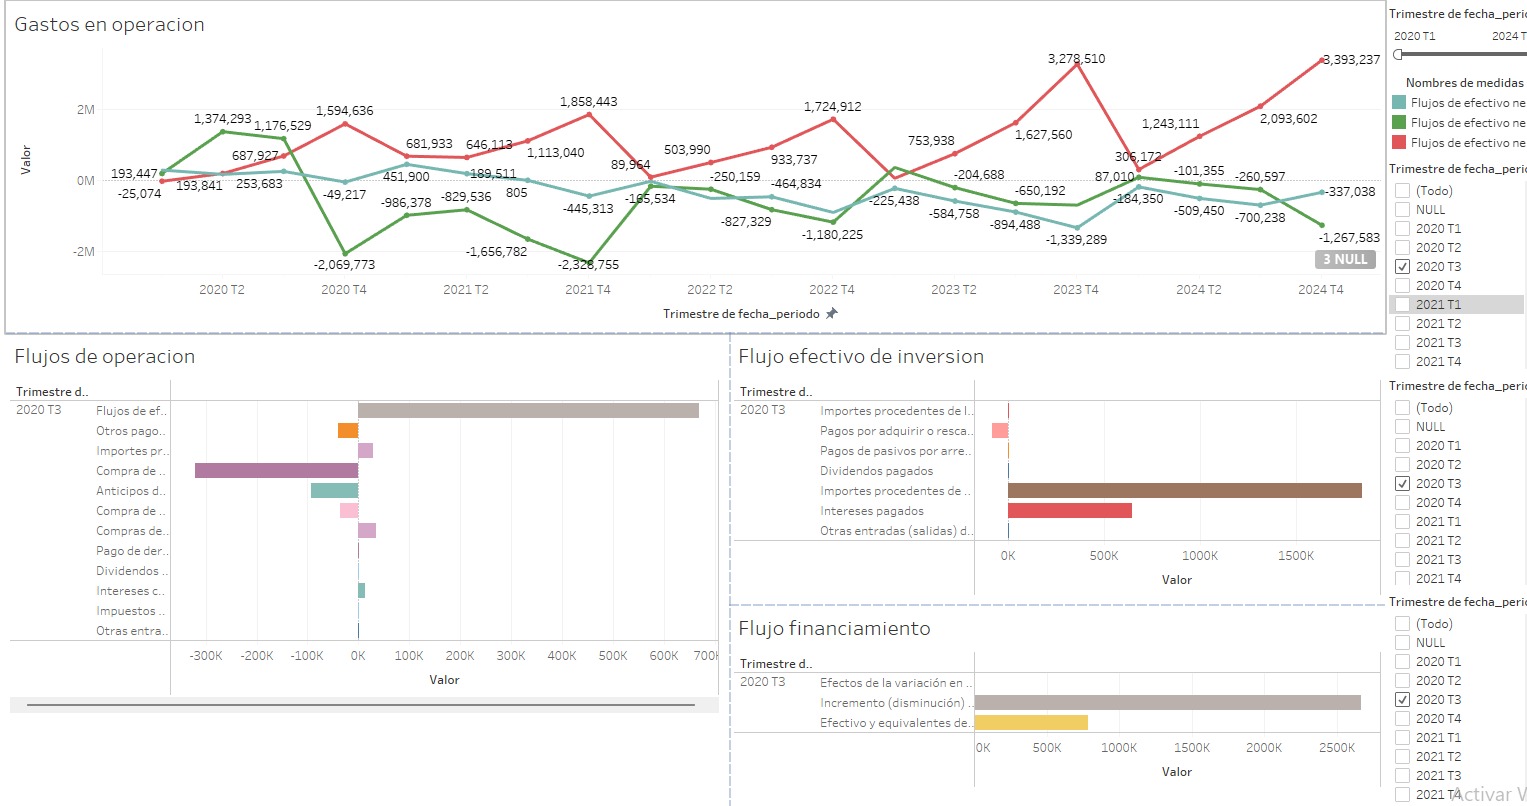 Gastos en operacion
Valor
2M
0M
-2M
3,278,510
3,393,237
1,858,443
1,594,636
1,724,912
1,374,293
1,176,529
2,093,602
1,243,111
1,627,560
681,933
646,113
1,113,040
753,938
503,990
933,737
687,927
89,964
306,172
193,447
-25,074
193,841
253,683
-49,217
451,900
189,511
805
-445,313
-165,534
-250,159
-464,834
-225,438
-204,688
-650,192
87,010
-101,355
-260,597
-337,038
-986,378
-829,536
-827,329
-584,758
-894,488
-184,350
-509,450
-700,238
-1,180,225
-1,339,289
-1,267,583
-1,656,782
-2,069,773
-2,328,755
3 NULL
2020 T2
2020 T4
2021 T2
2021 T4
2022 T2
2022 T4
2023 T2
2023 T4
2024 T2
2024 T4
Trimestre de fecha_periodo
Flujos de operacion
Trimestre d..
2020 T3
Flujos de ef..
Otros pago..
Importes pr..
Compra de ..
Anticipos d..
Compra de ..
Compras de..
Pago de der..
Dividendos ..
Intereses c..
Impuestos ..
Otras entra..
-300K -200K -100K 0K 100K 200K 300K 400K 500K 600K 700K
Valor
Flujo efectivo de inversion
Trimestre d..
2020 T3
Importes procedentes de l..
Pagos por adquirir o resca..
Pagos de pasivos por arre..
Dividendos pagados
Importes procedentes de ..
Intereses pagados
Otras entradas (salidas) d..
0K 500K 1000K 1500K
Valor
Flujo financiamiento
Trimestre d..
2020 T3
Efectos de la variación en ..
Incremento (disminución) ..
Efectivo y equivalentes de..
0K 500K 1000K 1500K 2000K 2500K
Valor
Trimestre de fecha_perio
2020 T1 2024 T
Nombres de medidas
Flujos de efectivo ne
Flujos de efectivo ne
Flujos de efectivo ne
Trimestre de fecha_perio
(Todo)
NULL
2020 T1
2020 T2
2020 T3
2020 T4
2021 T1
2021 T2
2021 T3
2021 T4
Trimestre de fecha_perio
(Todo)
NULL
2020 T1
2020 T2
2020 T3
2020 T4
2021 T1
2021 T2
2021 T3
2021 T4
Trimestre de fecha_perio
(Todo)
NULL
2020 T1
2020 T2
2020 T3
2020 T4
2021 T1
2021 T2
2021 T3
2021 T4
Activar W